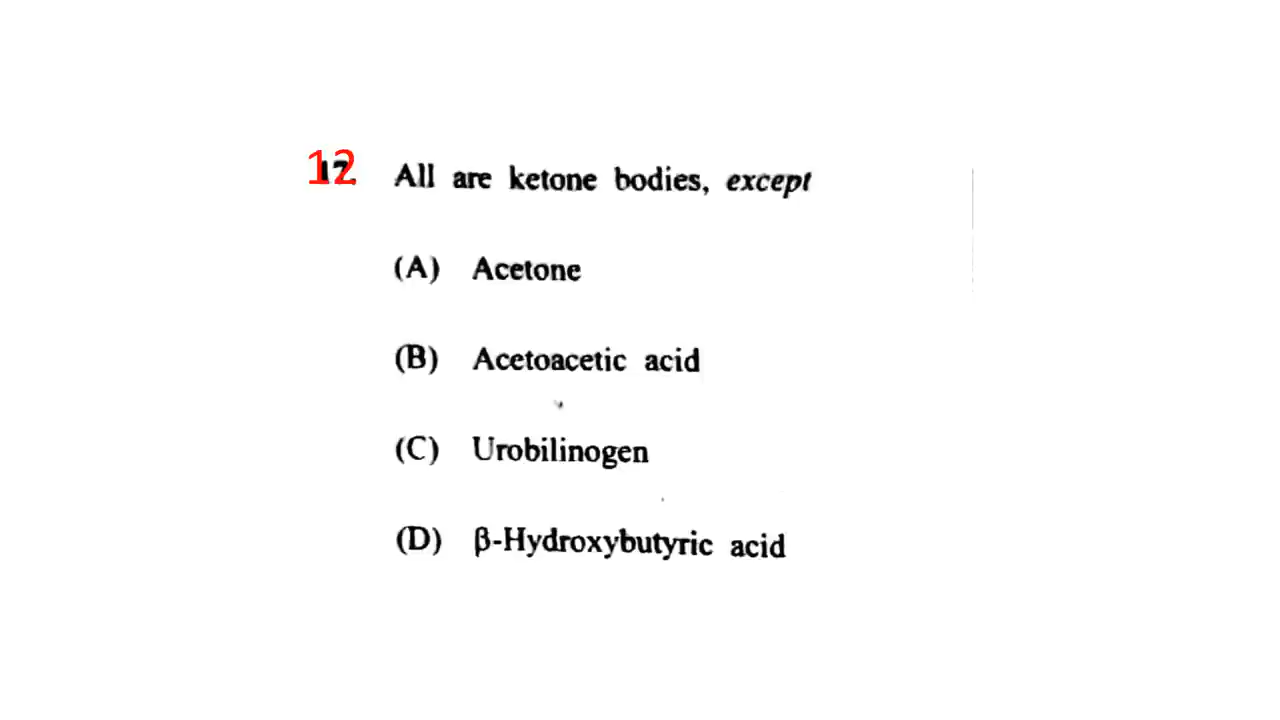 12 All are ketone bodies, except
(A) Acetone
(B) Acetoacetic acid
(C) Urobilinogen
(D) β-Hydroxybutyric acid